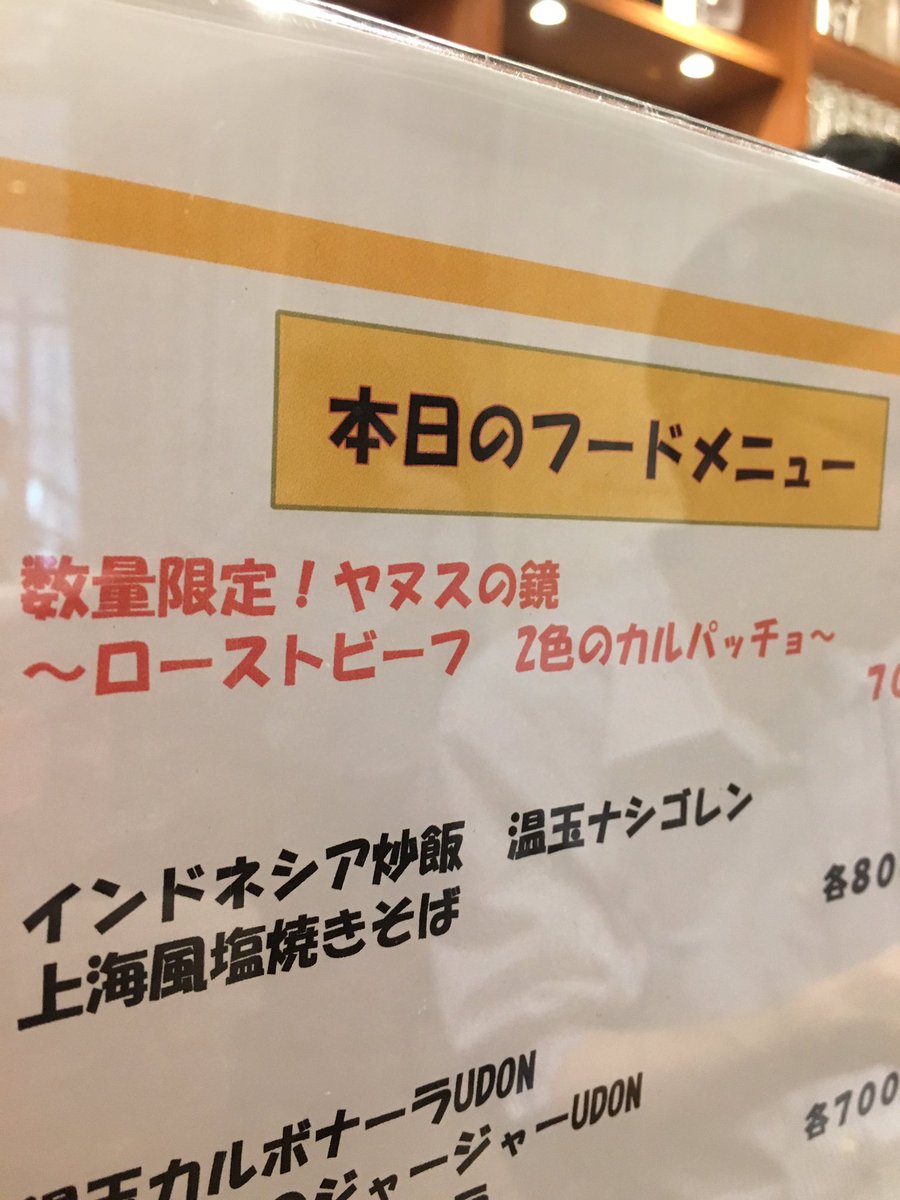 本日のフードメニュー
数量限定！ヤヌスの鏡
～ローストビーフ 2色のカルパッチョ～
70
インドネシア炒飯 温玉ナシゴレン
各80
上海風塩焼きそば
温玉カルボナーラUDON
のジャージャーUDON
各700